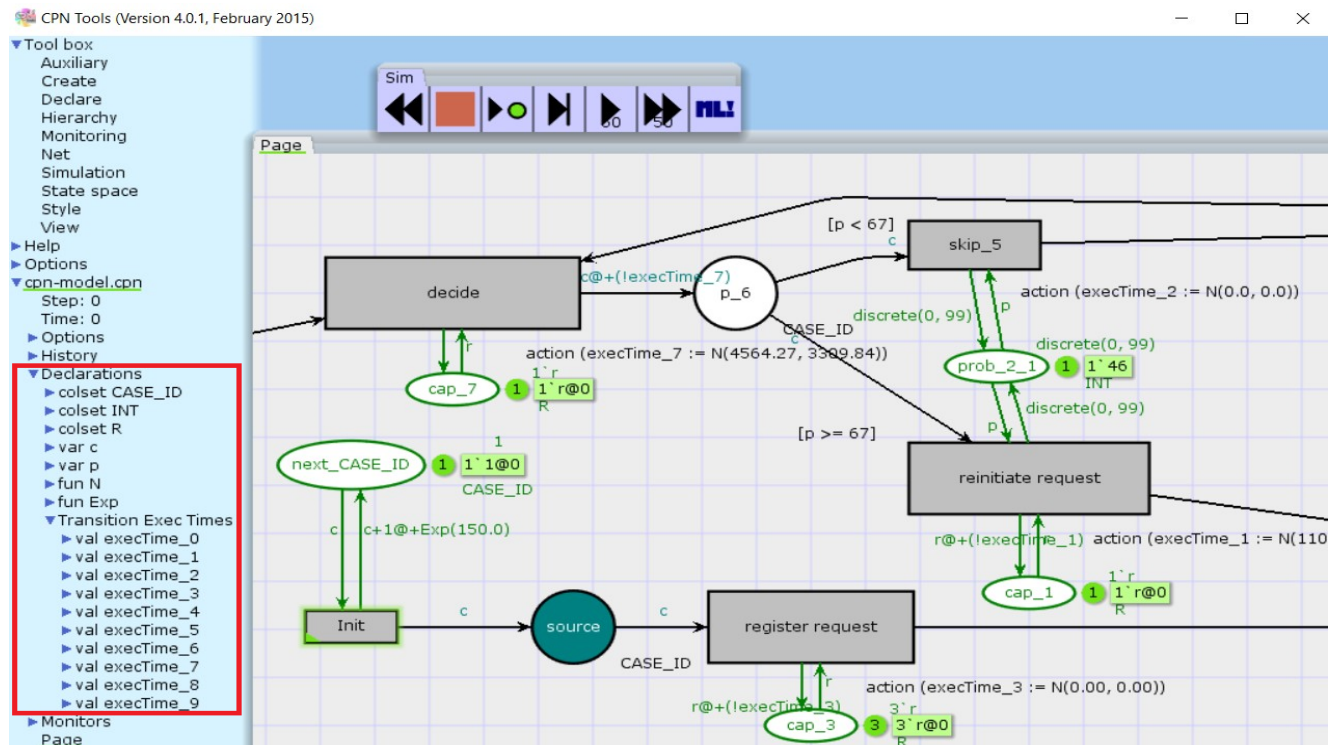 CPN Tools (Version 4.0.1, February 2015)
Tool box
Auxiliary
Create
Declare
Hierarchy
Monitoring
Net
Simulation
State space
Style
View
Help
Options
cpn-model.cpn
Step: 0
Time: 0
Options
History
Declarations
colset CASE_ID
colset INT
colset R
var c
var p
fun N
fun Exp
Transition Exec Times
val execTime_0
val execTime_1
val execTime_2
val execTime_3
val execTime_4
val execTime_5
val execTime_6
val execTime_7
val execTime_8
val execTime_9
Monitors
Page
Sim
50
ML!
Page
[p < 67]
c
skip_5
decide
c@+(!execTime_7)
p_6
CASE_ID
c
action (execTime_2 := N(0.0, 0.0))
discrete(0, 99)
p
discrete(0, 99)
prob_2_1
1
1`46
INT
discrete(0, 99)
p
r
action (execTime_7 := N(4564.27, 3309.84))
cap_7
1`r
1
1`r@0
R
[p >= 67]
reinitiate request
next_CASE_ID
1
1
1`1@0
CASE_ID
c
c+1@+Exp(150.0)
r@+(!execTime_1)
action (execTime_1 := N(110
cap_1
1`r
1
1`r@0
R
Init
c
source
c
CASE_ID
register request
r
action (execTime_3 := N(0.00, 0.00))
r@+(!execTime_3)
cap_3
3`r
3
3`r@0
R